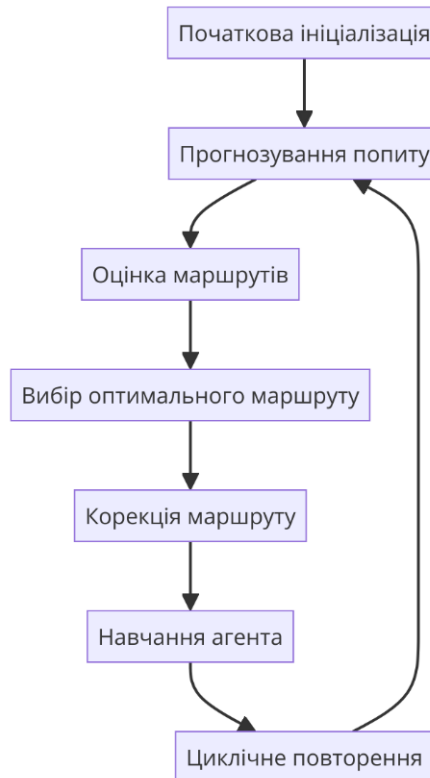 Початкова ініціалізація
Прогнозування попиту
Оцінка маршрутів
Вибір оптимального маршруту
Корекція маршруту
Навчання агента
Циклічне повторення